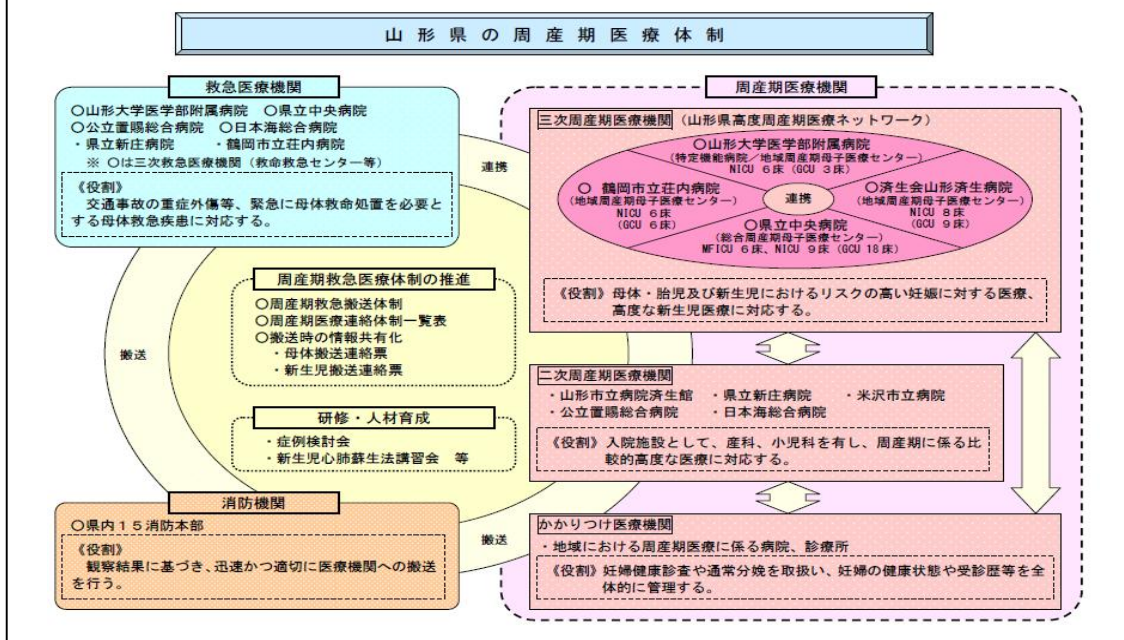 山形県の周産期医療体制
救急医療機関
○山形大学医学部附属病院　○県立中央病院
○公立置賜総合病院　○日本海総合病院
・県立新庄病院　・鶴岡市立荘内病院
※ ○は三次救急医療機関（救命救急センター等）
《役割》
交通事故の重症外傷等、緊急に母体救命処置を必要と
する母体救急疾患に対応する。
連携
搬送
周産期救急医療体制の推進
○周産期救急搬送体制
○周産期医療連絡体制一覧表
○搬送時の情報共有化
・母体搬送連絡票
・新生児搬送連絡票
研修・人材育成
・症例検討会
・新生児心肺蘇生法講習会　等
消防機関
○県内１５消防本部
《役割》
観察結果に基づき、迅速かつ適切に医療機関への搬送
を行う。
搬送
周産期医療機関
三次周産期医療機関（山形県高度周産期医療ネットワーク）
○山形大学医学部附属病院
（特定機能病院／地域周産期母子医療センター）
NICU 6床（GCU 3床）
○ 鶴岡市立荘内病院
（地域周産期母子医療センター）
NICU 6床
（GCU 6床）
連携
○済生会山形済生病院
（地域周産期母子医療センター）
NICU 8床
（GCU 9床）
○県立中央病院
（総合周産期母子医療センター）
MFICU 6床、NICU 9床（GCU 18床）
《役割》母体・胎児及び新生児におけるリスクの高い妊娠に対する医療、
高度な新生児医療に対応する。
二次周産期医療機関
・山形市立病院済生館　・県立新庄病院　・米沢市立病院
・公立置賜総合病院　・日本海総合病院
《役割》入院施設として、産科、小児科を有し、周産期に係る比
較的高度な医療に対応する。
かかりつけ医療機関
・地域における周産期医療に係る病院、診療所
《役割》妊婦健康診査や通常分娩を取扱い、妊婦の健康状態や受診歴等を全
体的に管理する。